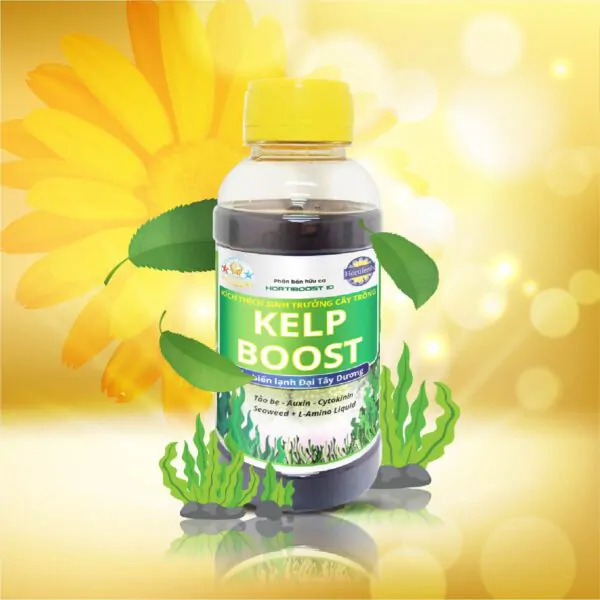 Phân bón hữu cơ
HORTIBOOST 10
KÍCH THÍCH SINH TRƯỞNG CÂY TRỒNG
KELP
BOOST
biển lạnh Đại Tây Dương
Tảo bẹ - Auxin - Cytokinin
Seaweed + L-Amino Liquid